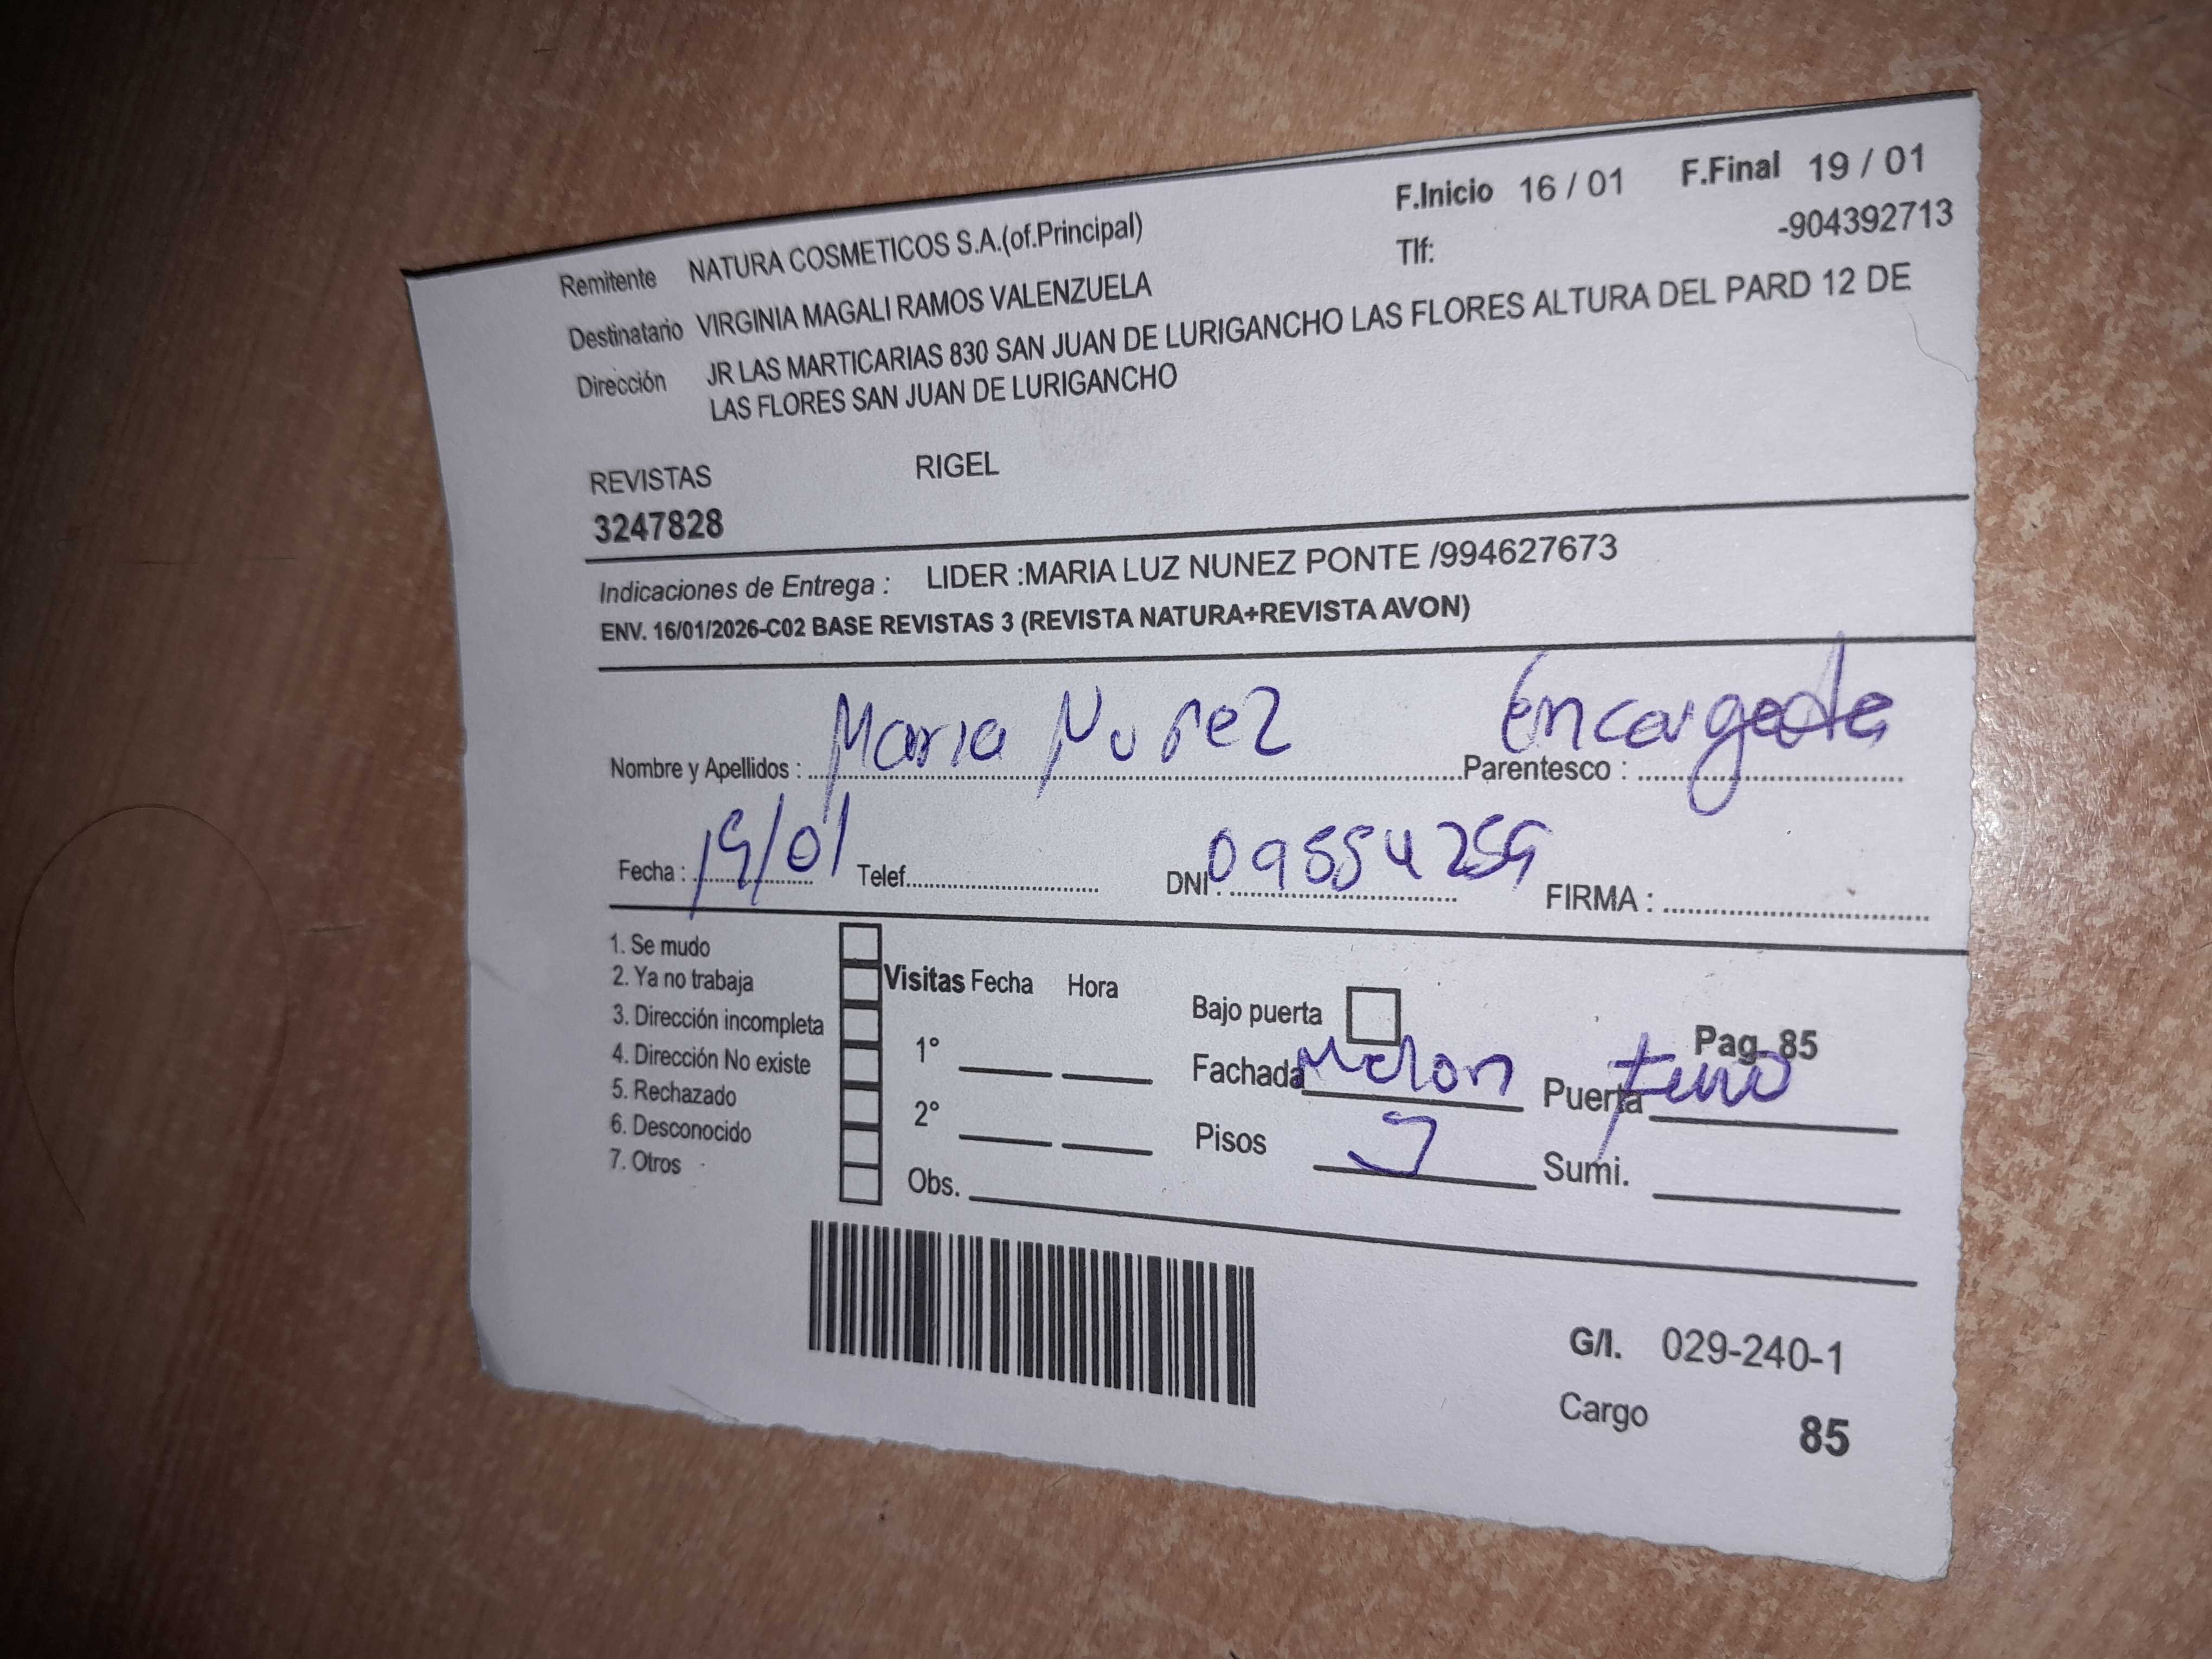 F.Inicio 16 / 01 F.Final 19 / 01
Remitente NATURA COSMETICOS S.A.(of.Principal) Tlf: -904392713
Destinatario VIRGINIA MAGALI RAMOS VALENZUELA
Dirección JR LAS MARTICARIAS 830 SAN JUAN DE LURIGANCHO LAS FLORES ALTURA DEL PARD 12 DE
LAS FLORES SAN JUAN DE LURIGANCHO
REVISTAS RIGEL
3247828
Indicaciones de Entrega : LIDER :MARIA LUZ NUNEZ PONTE /994627673
ENV. 16/01/2026-C02 BASE REVISTAS 3 (REVISTA NATURA+REVISTA AVON)
Nombre y Apellidos : Maria Nuñez Parentesco : Encargada
Fecha : 19/01 Telef. DNI : FIRMA :
1. Se mudo
2. Ya no trabaja
3. Dirección incompleta
4. Dirección No existe
5. Rechazado
6. Desconocido
7. Otros
Visitas Fecha Hora
1°
2°
Obs.
Bajo puerta
Fachada Melon
Pisos
Pag. 85
Puerta
Sumi.
G/I. 029-240-1
Cargo 85